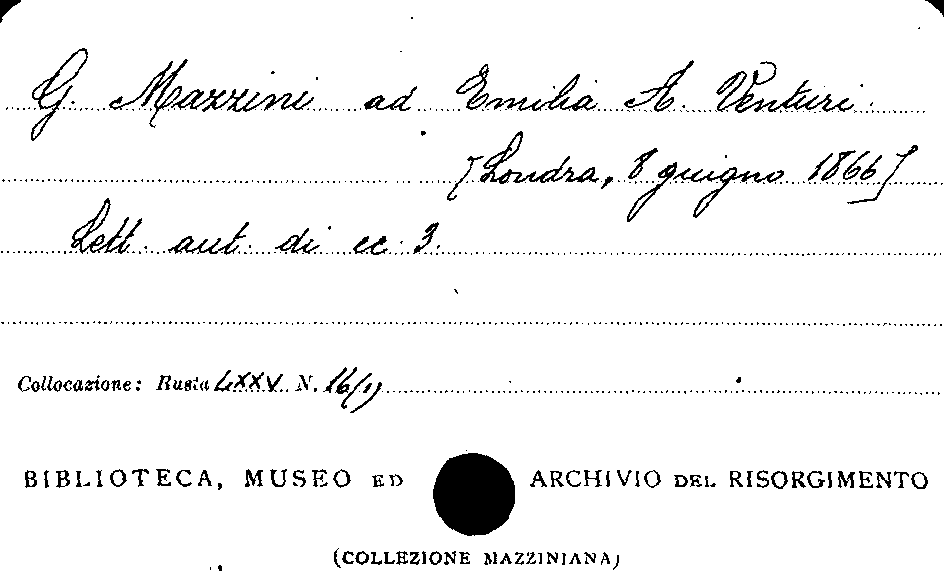 G. Mazzini ad Emilia A. Venturi.
[Londra, 8 giugno 1866]
Lett. aut. di cc. 3.
Collocazione: Busta LXXV N. 16/1)
BIBLIOTECA, MUSEO ED ARCHIVIO DEL RISORGIMENTO
(COLLEZIONE MAZZINIANA)